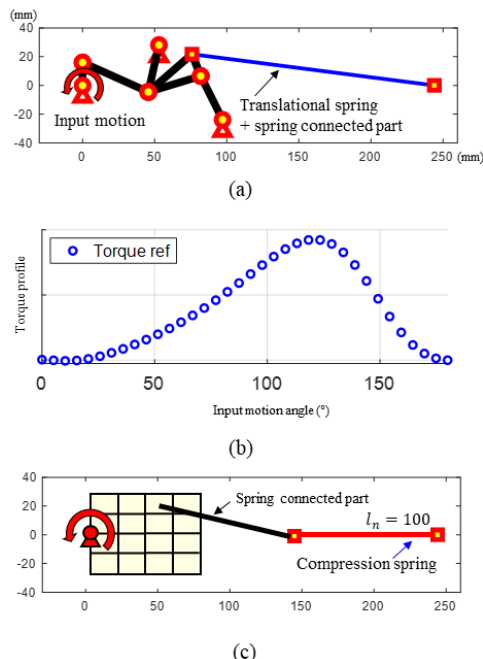 (mm)
40
20
0
-20
-40
Input motion
Translational spring
+ spring connected part
0 50 100 150 200 250 (mm)
(a)
Torque ref
Torque profile
0 50 100 150
Input motion angle (°)
(b)
40
20
0
-20
-40
Spring connected part
l_n = 100
Compression spring
0 50 100 150 200 250
(c)